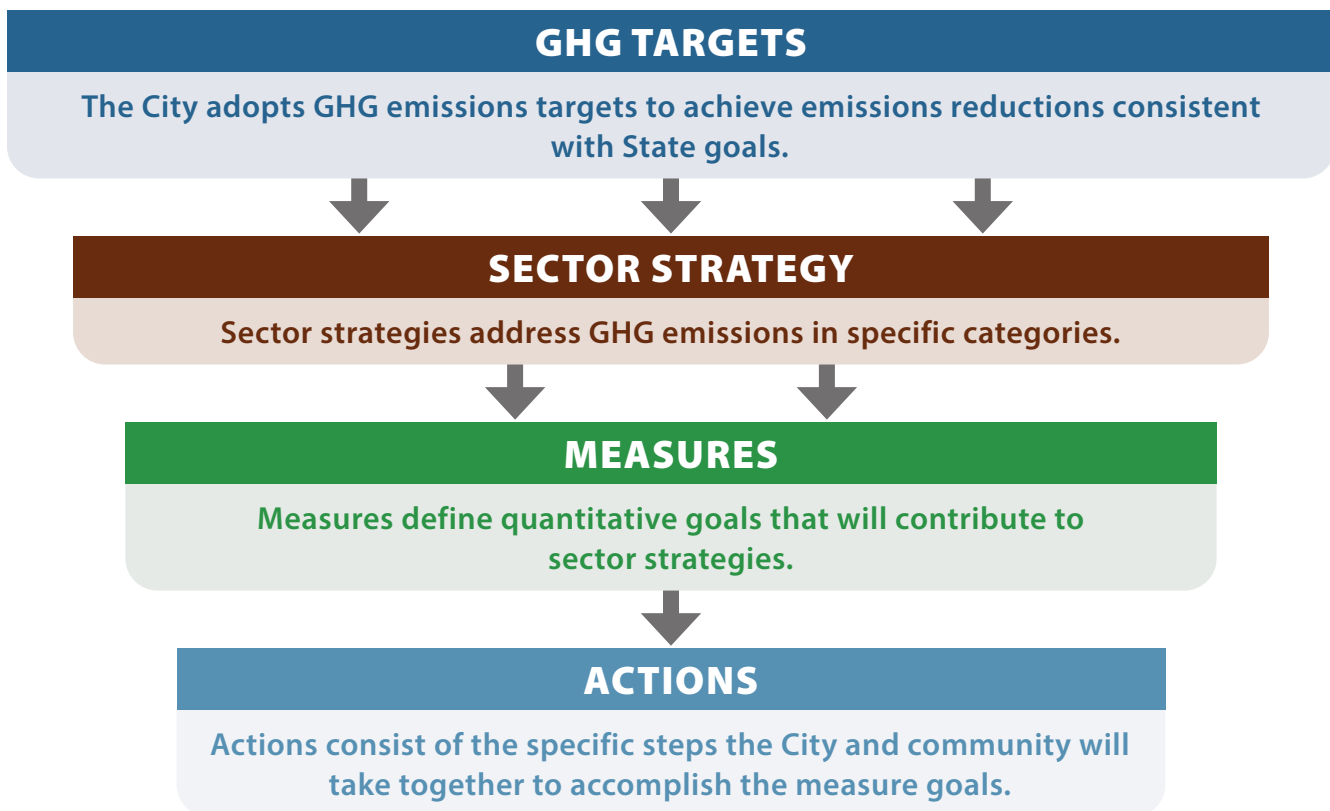 GHG TARGETS
The City adopts GHG emissions targets to achieve emissions reductions consistent
with State goals.
SECTOR STRATEGY
Sector strategies address GHG emissions in specific categories.
MEASURES
Measures define quantitative goals that will contribute to
sector strategies.
ACTIONS
Actions consist of the specific steps the City and community will
take together to accomplish the measure goals.